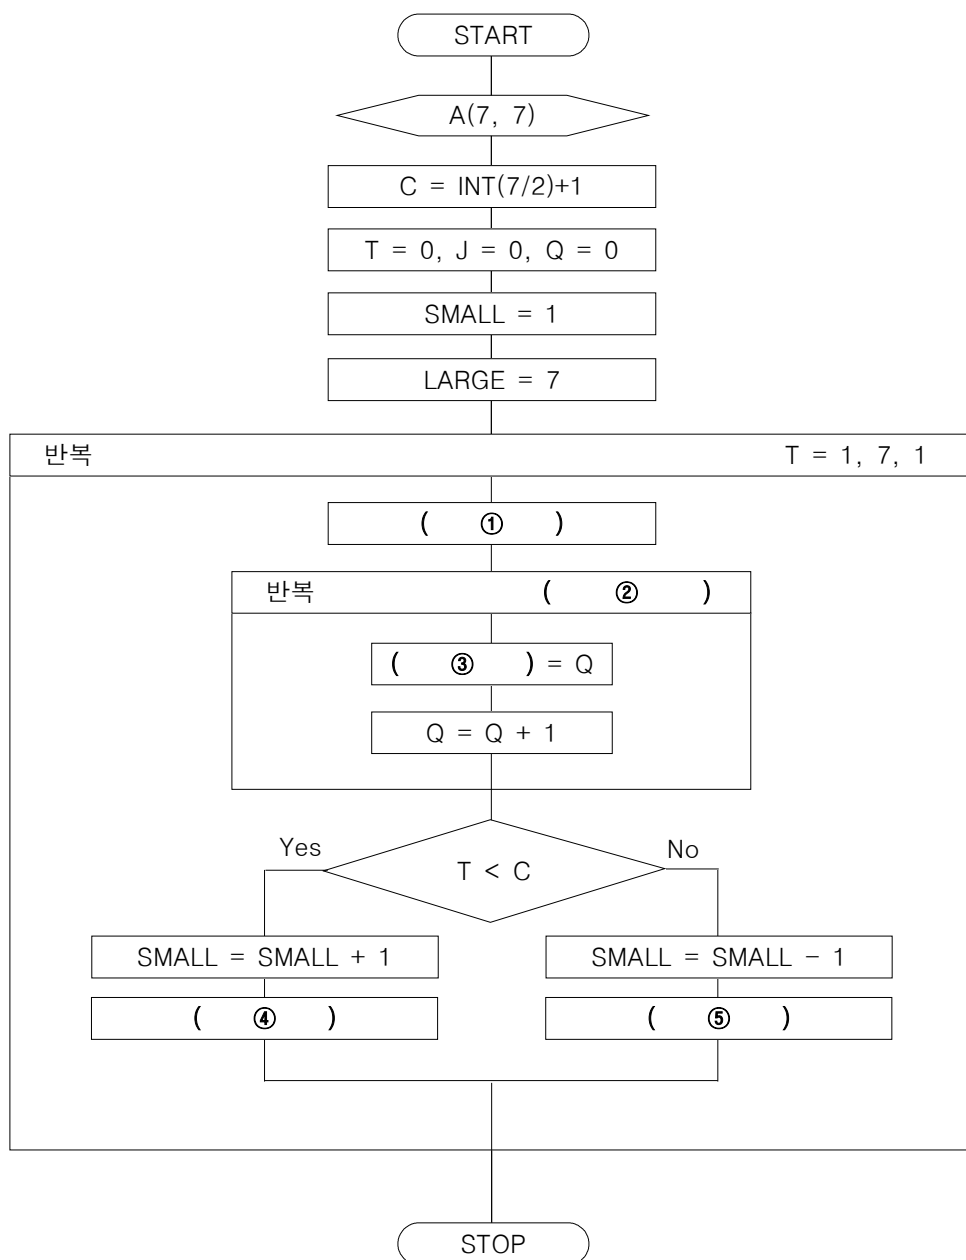 START
A(7, 7)
C = INT(7/2)+1
T = 0, J = 0, Q = 0
SMALL = 1
LARGE = 7
반복 T = 1, 7, 1
( ① )
반복 ( ② )
( ③ ) = Q
Q = Q + 1
Yes T < C No
SMALL = SMALL + 1 SMALL = SMALL - 1
( ④ ) ( ⑤ )
STOP